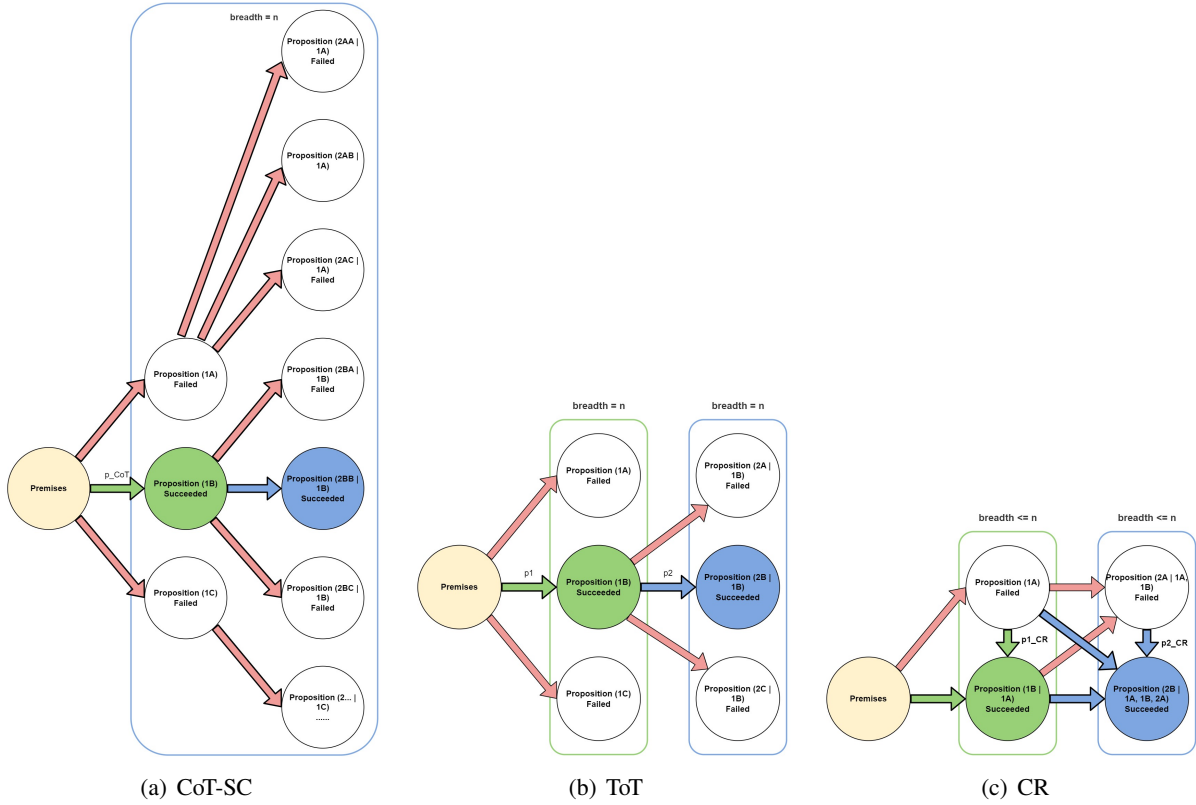 breadth = n
Proposition (2AA |
1A)
Failed
Proposition (2AB |
1A)
Proposition (2AC |
1A)
Failed
Proposition (1A)
Failed
Proposition (2BA |
1B)
Failed
Premises
p_CoT
Proposition (1B)
Succeeded
Proposition (2BB |
1B)
Succeeded
Proposition (1C)
Failed
Proposition (2BC |
1B)
Failed
Proposition (2... |
1C)
......
(a) CoT-SC
breadth = n
breadth = n
Proposition (1A)
Failed
Proposition (2A |
1B)
Failed
Premises
p1
Proposition (1B)
Succeeded
p2
Proposition (2B |
1B)
Succeeded
Proposition (1C)
Failed
Proposition (2C |
1B)
Failed
(b) ToT
breadth <= n
breadth <= n
Proposition (1A)
Failed
Proposition (2A | 1A,
1B)
Failed
p1_CR
p2_CR
Premises
Proposition (1B |
1A)
Succeeded
Proposition (2B |
1A, 1B, 2A)
Succeeded
(c) CR